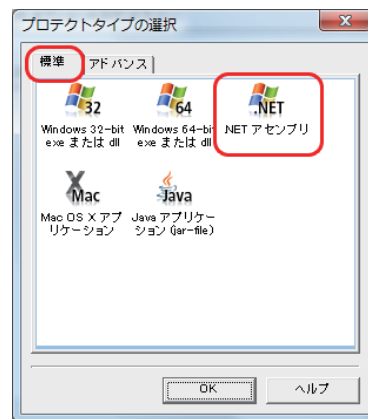 プロテクトタイプの選択
標準
アドバンス
32
64
.NET
Windows 32-bit
exe または dll
Windows 64-bi
exe または dll
NET アセンブリ
Mac
Java
Mac OS X アプ
リケーション
Java アプリケー
ション (jar-file)
OK
ヘルプ